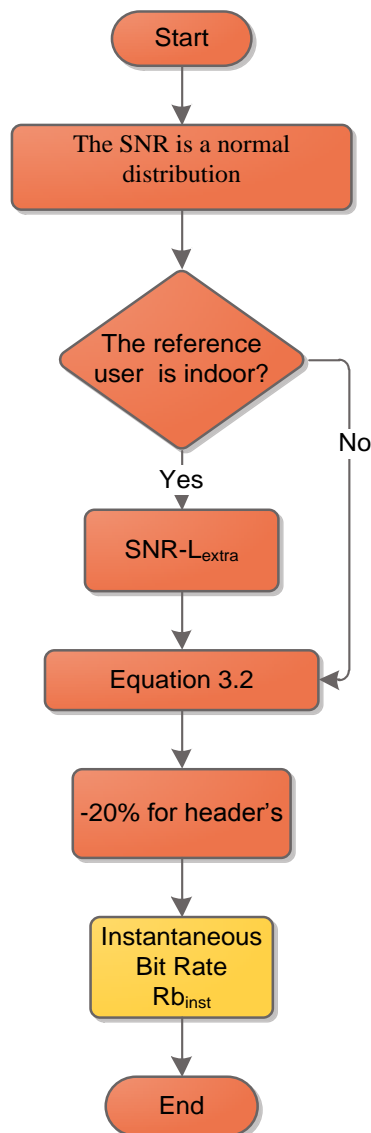 Start
The SNR is a normal
distribution
The reference
user is indoor?
No
Yes
SNR-Lextra
Equation 3.2
-20% for header's
Instantaneous
Bit Rate
Rbinst
End